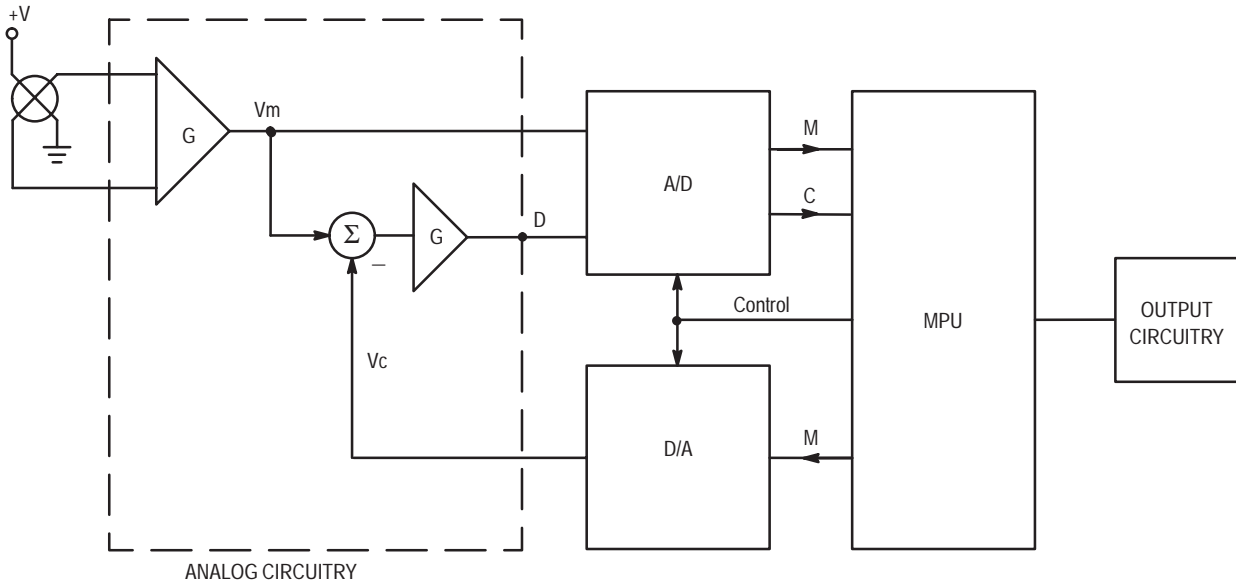 +V
G
Vm
Σ
−
G
D
Vc
ANALOG CIRCUITRY
A/D
M
C
Control
D/A
M
MPU
OUTPUT
CIRCUITRY